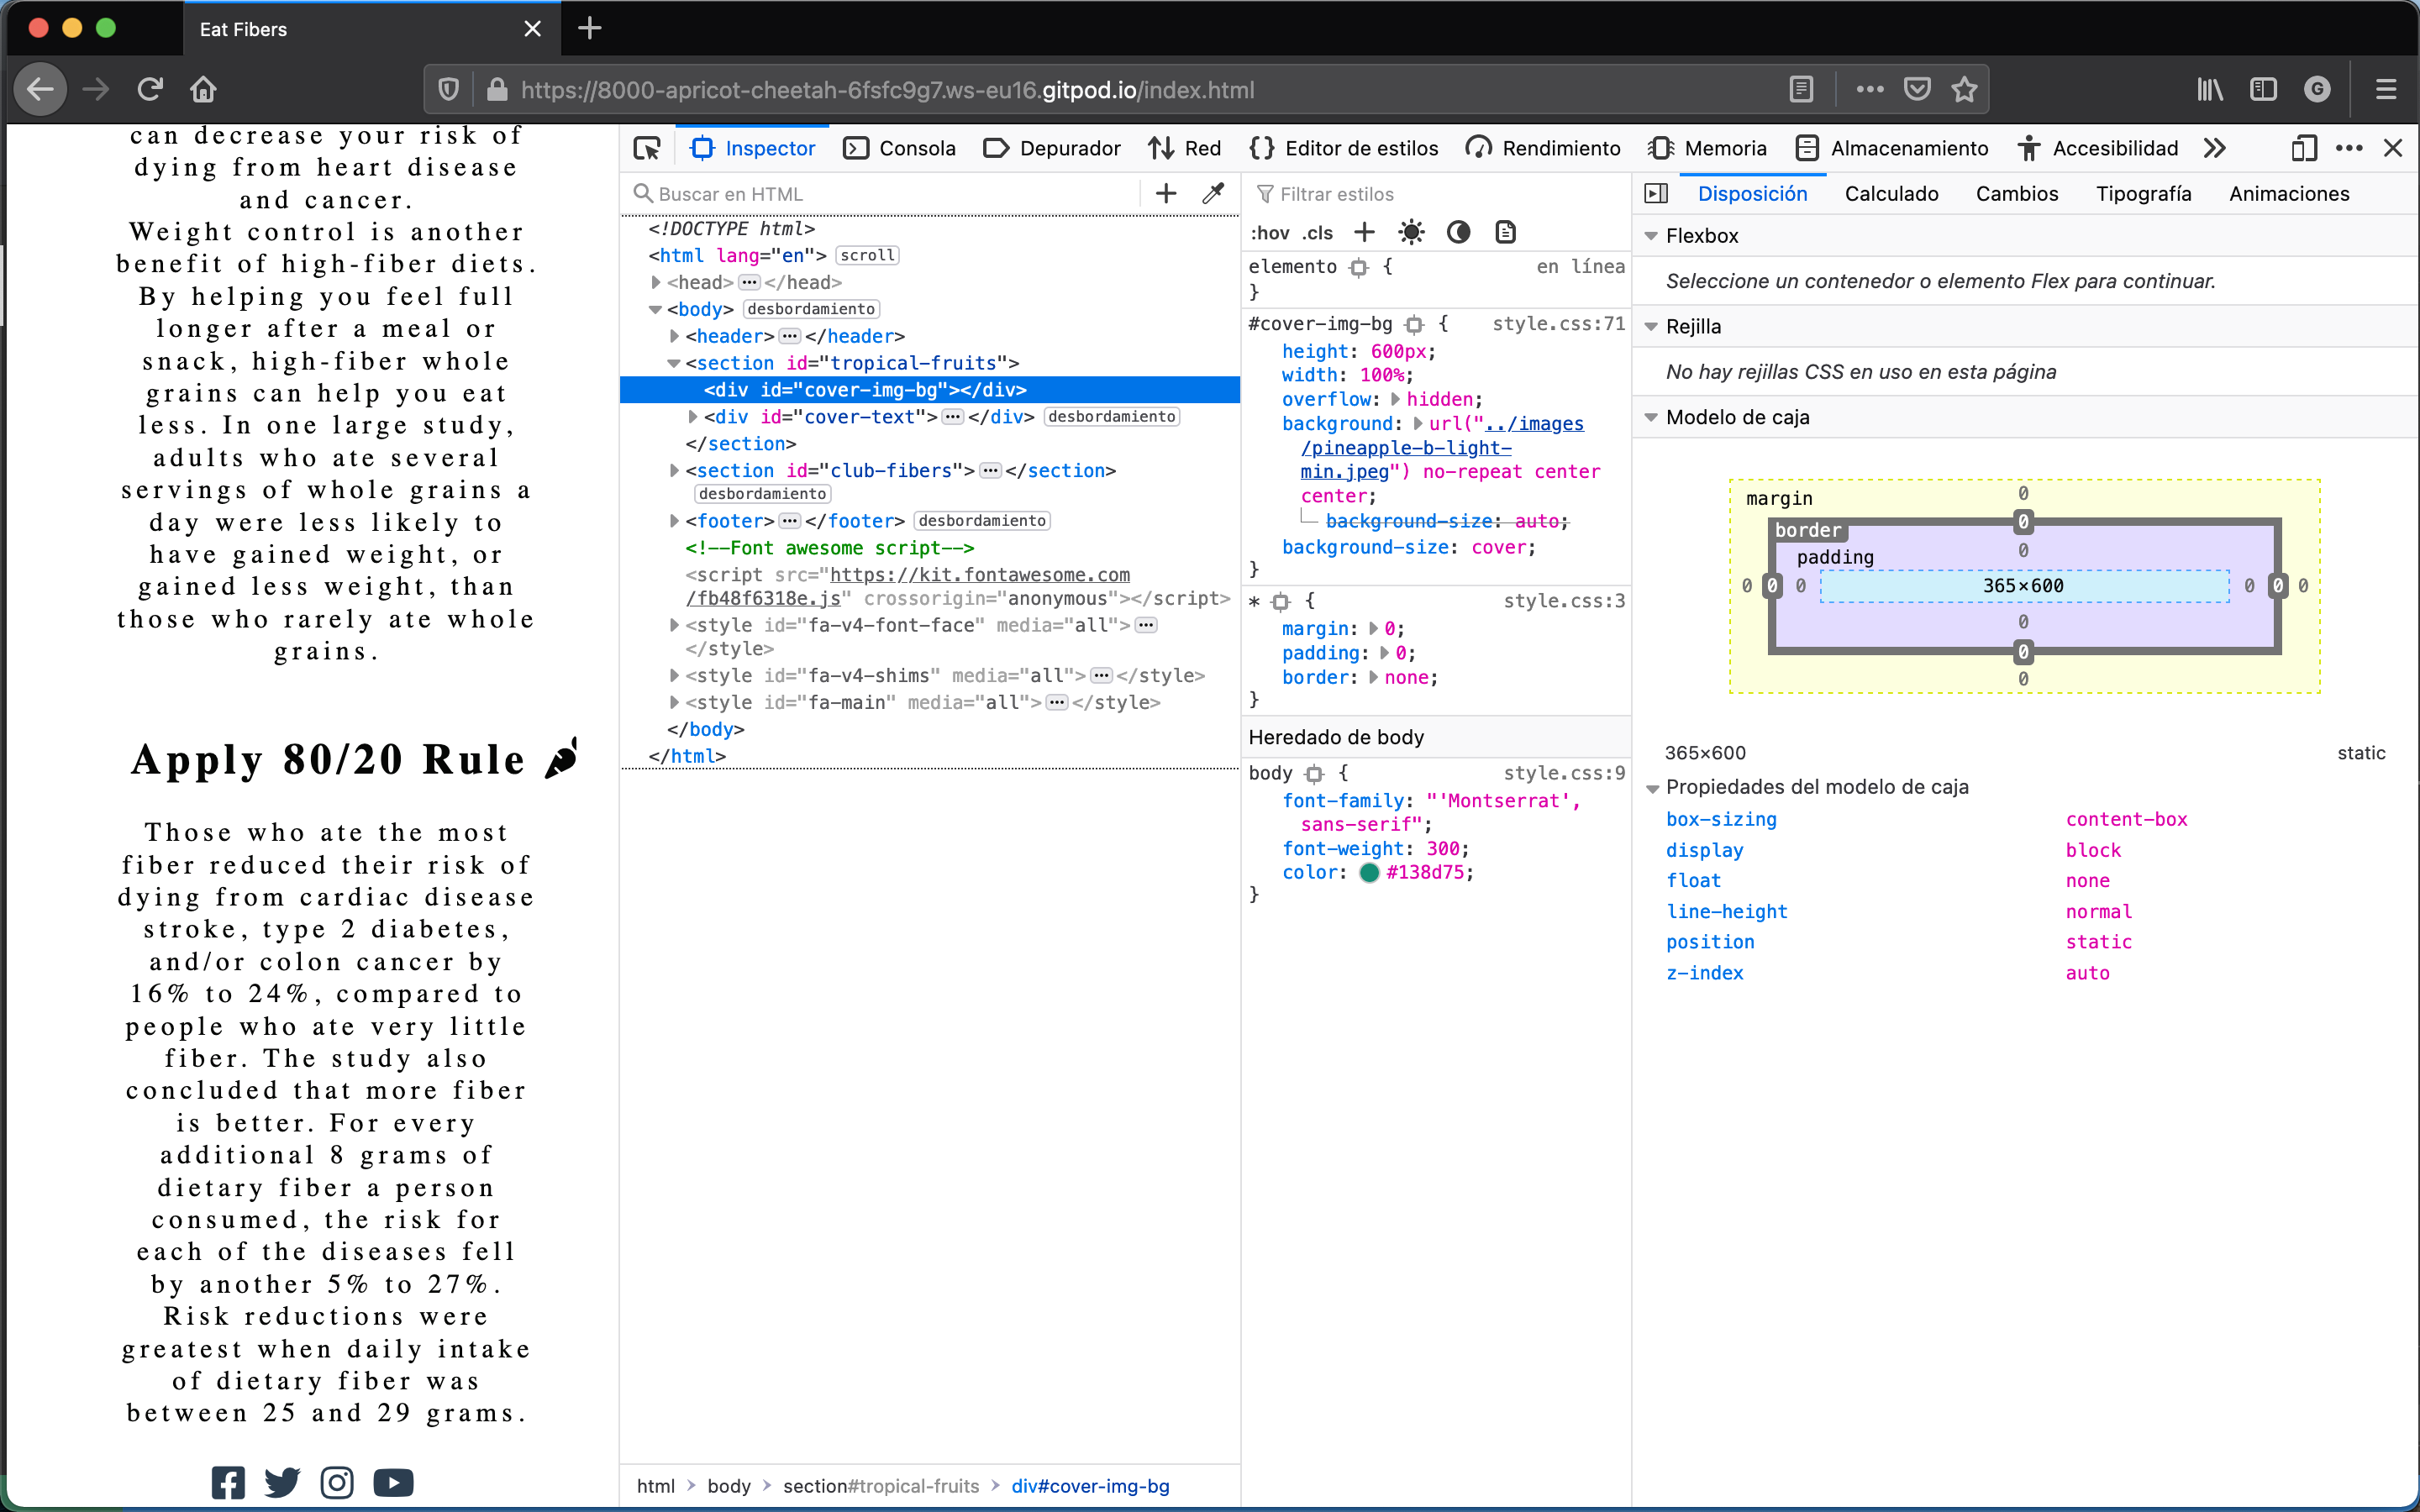 Eat Fibers
https://8000-apricot-cheetah-6fsfc9g7.ws-eu16.gitpod.io/index.html
G
can decrease your risk of
dying from heart disease
and cancer.
Weight control is another
benefit of high-fiber diets.
By helping you feel full
longer after a meal or
snack, high-fiber whole
grains can help you eat
less. In one large study,
adults who ate several
servings of whole grains a
day were less likely to
have gained weight, or
gained less weight, than
those who rarely ate whole
grains.
Apply 80/20 Rule
Those who ate the most
fiber reduced their risk of
dying from cardiac disease
stroke, type 2 diabetes,
and/or colon cancer by
16% to 24%, compared to
people who ate very little
fiber. The study also
concluded that more fiber
is better. For every
additional 8 grams of
dietary fiber a person
consumed, the risk for
each of the diseases fell
by another 5% to 27%.
Risk reductions were
greatest when daily intake
of dietary fiber was
between 25 and 29 grams.
Inspector Consola Depurador Red Editor de estilos Rendimiento Memoria Almacenamiento Accesibilidad
Buscar en HTML
<!DOCTYPE html>
<html lang="en"> scroll
<head> ••• </head>
<body> desbordamiento
<header> ••• </header>
<section id="tropical-fruits">
<div id="cover-img-bg"></div>
<div id="cover-text"> ••• </div> desbordamiento
</section>
<section id="club-fibers"> ••• </section>
desbordamiento
<footer> ••• </footer> desbordamiento
<!--Font awesome script-->
<script src="https://kit.fontawesome.com
/fb48f6318e.js" crossorigin="anonymous"></script>
<style id="fa-v4-font-face" media="all"> •••
</style>
<style id="fa-v4-shims" media="all"> ••• </style>
<style id="fa-main" media="all"> ••• </style>
</body>
</html>
html > body > section#tropical-fruits > div#cover-img-bg
Filtrar estilos
:hov .cls
elemento { en línea
}
#cover-img-bg { style.css:71
height: 600px;
width: 100%;
overflow: hidden;
background: url("../images
/pineapple-b-light-
min.jpeg") no-repeat center
center;
background-size: auto;
background-size: cover;
}
* { style.css:3
margin: 0;
padding: 0;
border: none;
}
Heredado de body
body { style.css:9
font-family: "'Montserrat',
sans-serif";
font-weight: 300;
color: #138d75;
}
Disposición Calculado Cambios Tipografía Animaciones
Flexbox
Seleccione un contenedor o elemento Flex para continuar.
Rejilla
No hay rejillas CSS en uso en esta página
Modelo de caja
margin 0
border 0
padding 0
0 0 0 365×600 0 0 0
0
0
0
365×600 static
Propiedades del modelo de caja
box-sizing content-box
display block
float none
line-height normal
position static
z-index auto